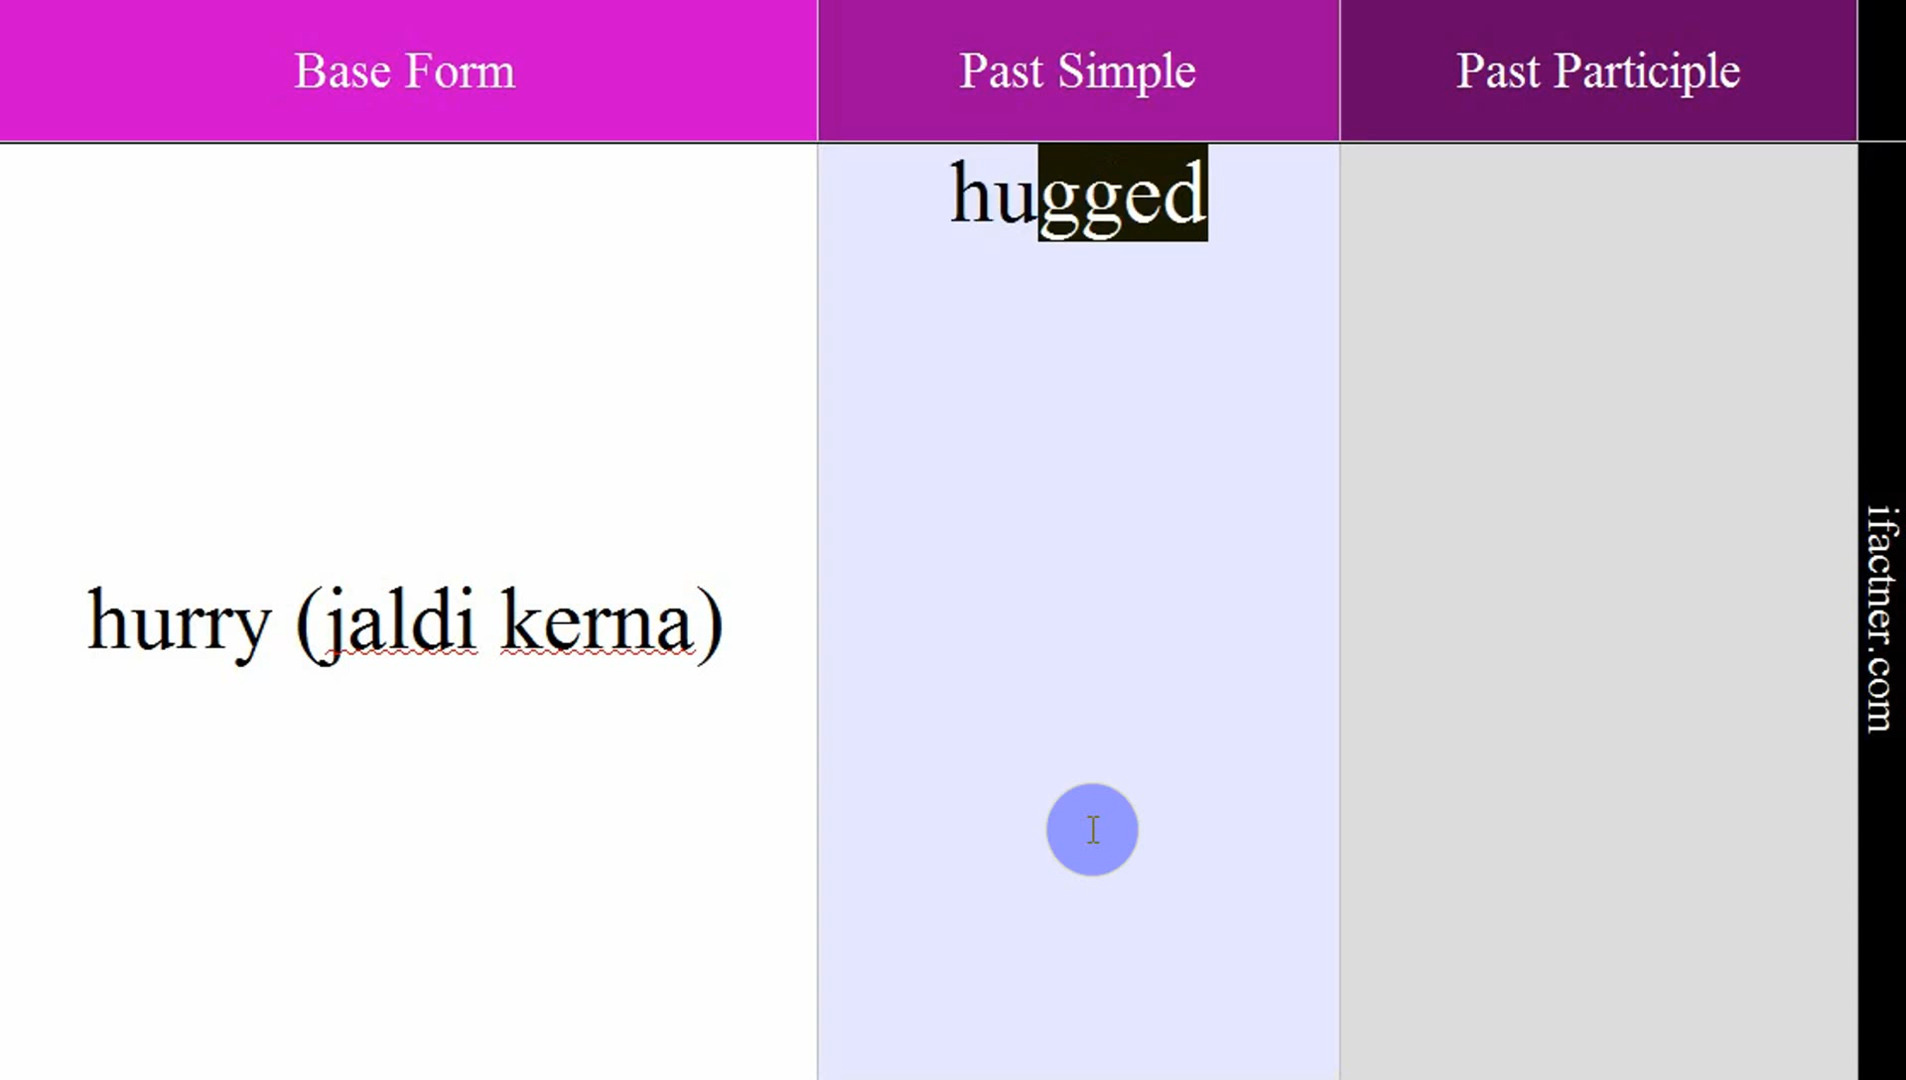 Base Form
Past Simple
Past Participle
hugged
hurry (jaldi kerna)
ifactner.com